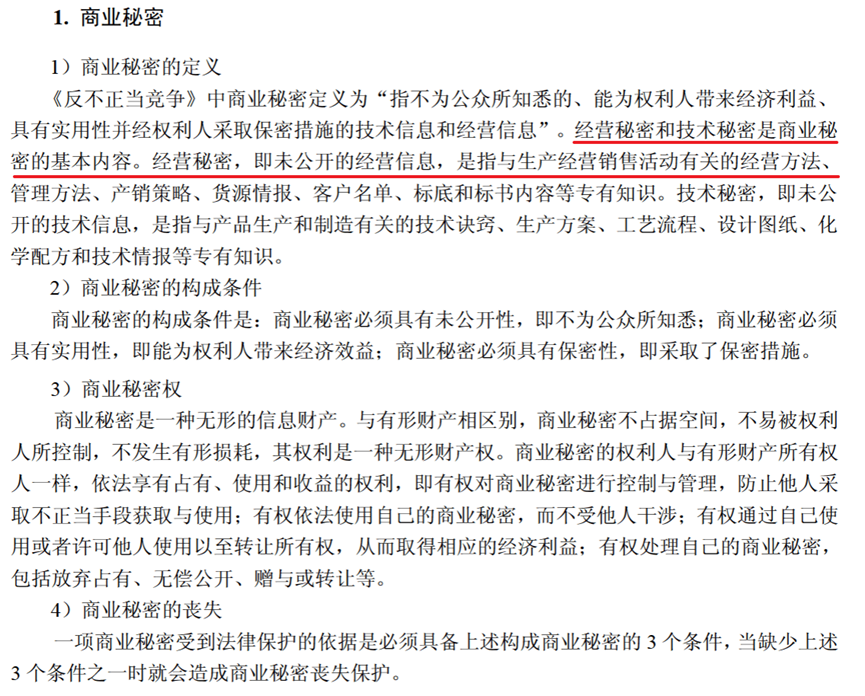 1. 商业秘密
1）商业秘密的定义
《反不正当竞争》中商业秘密定义为“指不为公众所知悉的、能为权利人带来经济利益、
具有实用性并经权利人采取保密措施的技术信息和经营信息”。经营秘密和技术秘密是商业秘
密的基本内容。经营秘密，即未公开的经营信息，是指与生产经营销售活动有关的经营方法、
管理方法、产销策略、货源情报、客户名单、标底和标书内容等专有知识。技术秘密，即未公
开的技术信息，是指与产品生产和制造有关的技术诀窍、生产方案、工艺流程、设计图纸、化
学配方和技术情报等专有知识。
2）商业秘密的构成条件
商业秘密的构成条件是：商业秘密必须具有未公开性，即不为公众所知悉；商业秘密必须
具有实用性，即能为权利人带来经济效益；商业秘密必须具有保密性，即采取了保密措施。
3）商业秘密权
商业秘密是一种无形的信息财产。与有形财产相区别，商业秘密不占据空间，不易被权利
人所控制，不发生有形损耗，其权利是一种无形财产权。商业秘密的权利人与有形财产所有权
人一样，依法享有占有、使用和收益的权利，即有权对商业秘密进行控制与管理，防止他人采
取不正当手段获取与使用；有权依法使用自己的商业秘密，而不受他人干涉；有权通过自己使
用或者许可他人使用以至转让所有权，从而取得相应的经济利益；有权处理自己的商业秘密，
包括放弃占有、无偿公开、赠与或转让等。
4）商业秘密的丧失
一项商业秘密受到法律保护的依据是必须具备上述构成商业秘密的 3 个条件，当缺少上述
3 个条件之一时就会造成商业秘密丧失保护。